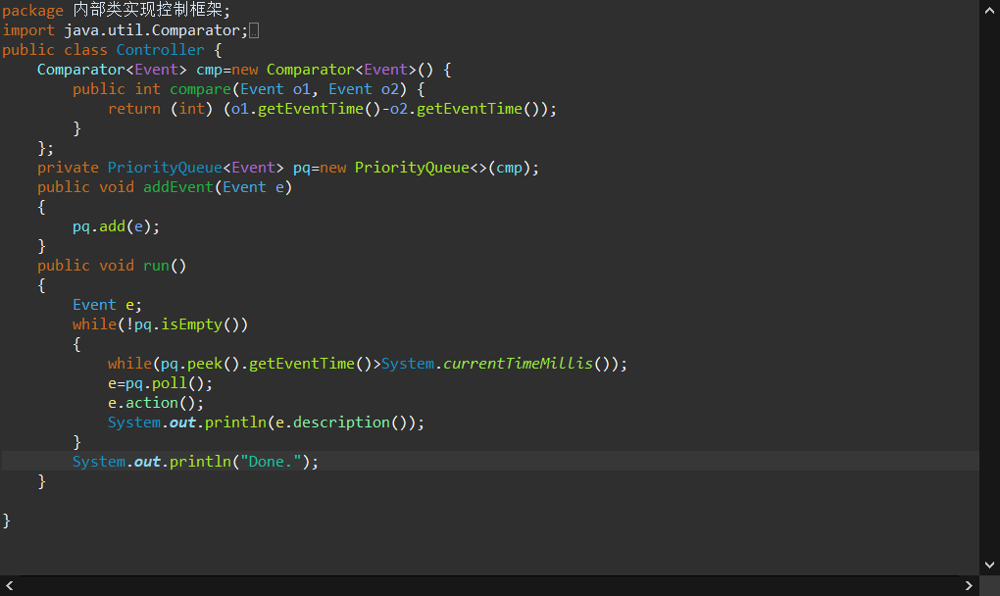 package 内部类实现控制框架;
import java.util.Comparator;
public class Controller {
    Comparator<Event> cmp=new Comparator<Event>() {
        public int compare(Event o1, Event o2) {
            return (int) (o1.getEventTime()-o2.getEventTime());
        }
    };
    private PriorityQueue<Event> pq=new PriorityQueue<>(cmp);
    public void addEvent(Event e)
    {
        pq.add(e);
    }
    public void run()
    {
        Event e;
        while(!pq.isEmpty())
        {
            while(pq.peek().getEventTime()>System.currentTimeMillis());
            e=pq.poll();
            e.action();
            System.out.println(e.description());
        }
        System.out.println("Done.");
    }
}